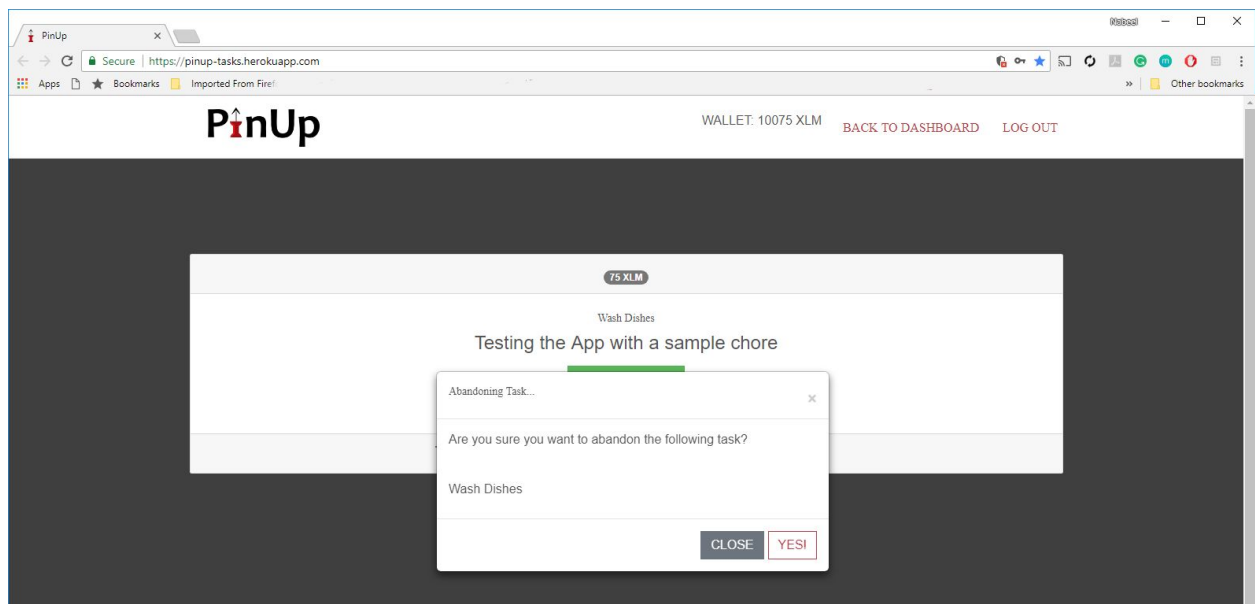 PinUp
Nabeel
Secure | https://pinup-tasks.herokuapp.com
Apps Bookmarks Imported From Firef » Other bookmarks
PinUp WALLET: 10075 XLM BACK TO DASHBOARD LOG OUT
75 XLM
Wash Dishes
Testing the App with a sample chore
Abandoning Task... ×
Are you sure you want to abandon the following task?
Wash Dishes
CLOSE YES!